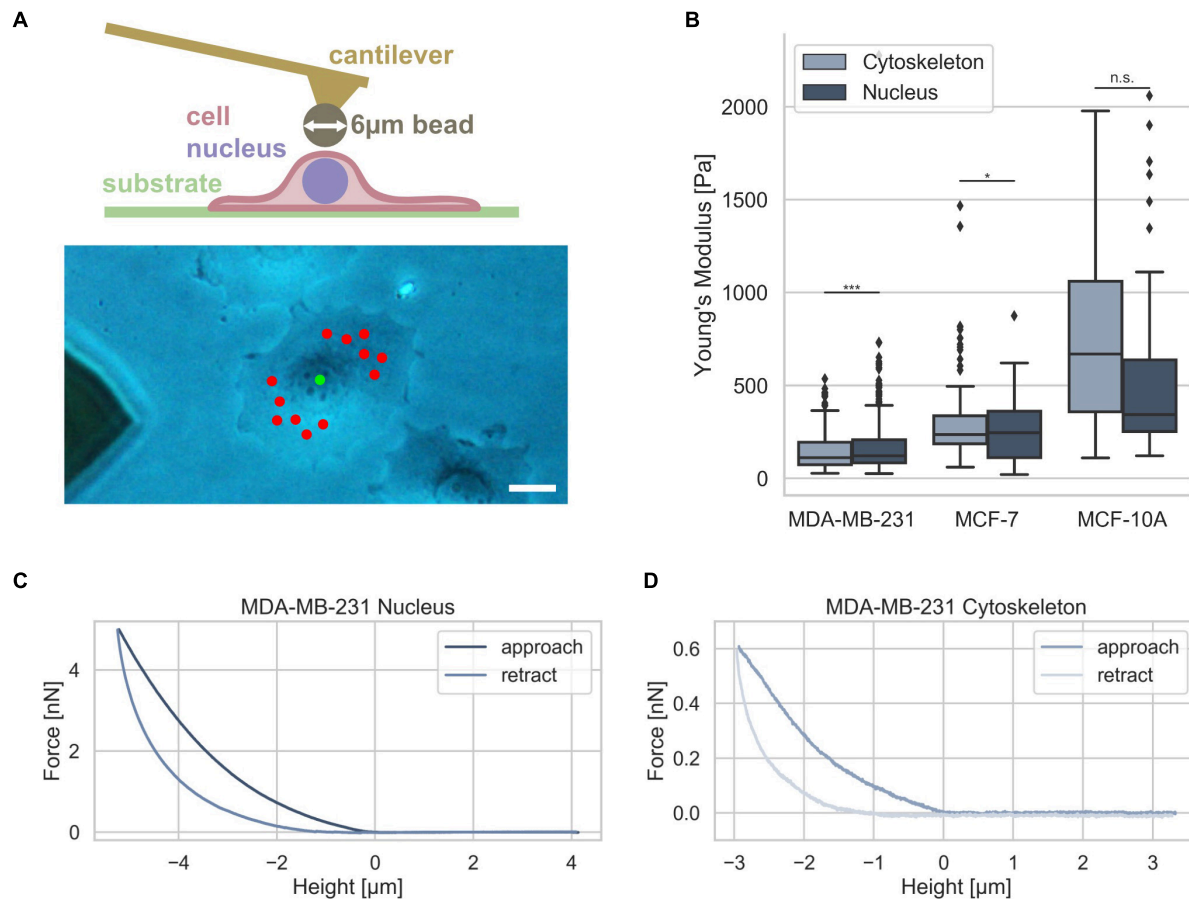 A
cantilever
cell
6µm bead
nucleus
substrate
B
Cytoskeleton
Nucleus
n.s.
*
***
Young's Modulus [Pa]
2000
1500
1000
500
0
MDA-MB-231
MCF-7
MCF-10A
C
MDA-MB-231 Nucleus
approach
retract
Force [nN]
4
2
0
−4
−2
0
2
4
Height [µm]
D
MDA-MB-231 Cytoskeleton
approach
retract
Force [nN]
0.6
0.4
0.2
0.0
−3
−2
−1
0
1
2
3
Height [µm]